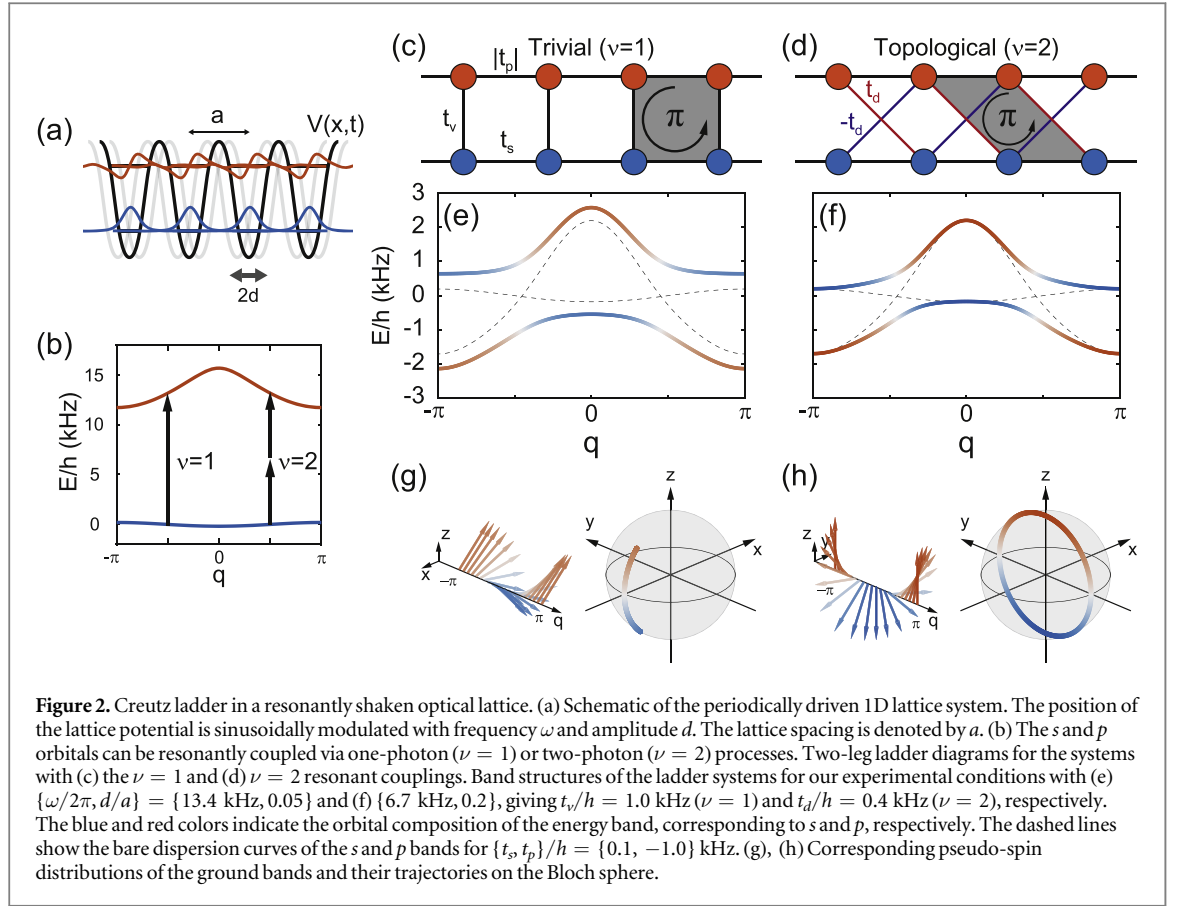 (a)
a
V(x,t)
2d
(b)
E/h (kHz)
15
10
5
0
ν=1
ν=2
-π
0
π
q
(c)
Trivial (ν=1)
|tp|
tv
ts
π
(d)
Topological (ν=2)
td
-td
π
(e)
E/h (kHz)
3
2
1
0
-1
-2
-3
-π
0
π
q
(f)
-π
0
π
q
(g)
z
x
-π
π
q
z
y
x
(h)
z
y
-π
π
q
z
y
x
Figure 2. Creutz ladder in a resonantly shaken optical lattice. (a) Schematic of the periodically driven 1D lattice system. The position of
the lattice potential is sinusoidally modulated with frequency ω and amplitude d. The lattice spacing is denoted by a. (b) The s and p
orbitals can be resonantly coupled via one-photon (ν = 1) or two-photon (ν = 2) processes. Two-leg ladder diagrams for the systems
with (c) the ν = 1 and (d) ν = 2 resonant couplings. Band structures of the ladder systems for our experimental conditions with (e)
{ω/2π, d/a} = {13.4 kHz, 0.05} and (f) {6.7 kHz, 0.2}, giving tv/h = 1.0 kHz (ν = 1) and td/h = 0.4 kHz (ν = 2), respectively.
The blue and red colors indicate the orbital composition of the energy band, corresponding to s and p, respectively. The dashed lines
show the bare dispersion curves of the s and p bands for {ts, tp}/h = {0.1, −1.0} kHz. (g), (h) Corresponding pseudo-spin
distributions of the ground bands and their trajectories on the Bloch sphere.